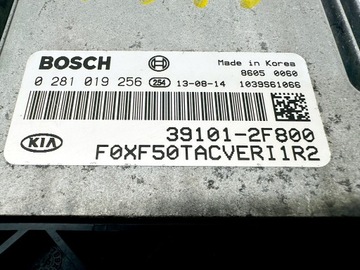 BOSCH
Made in Korea
8605 0060
0 281 019 256 254 13-08-14 1039S61066
39101-2F800
KIA
F0XF50TACVERI1R2